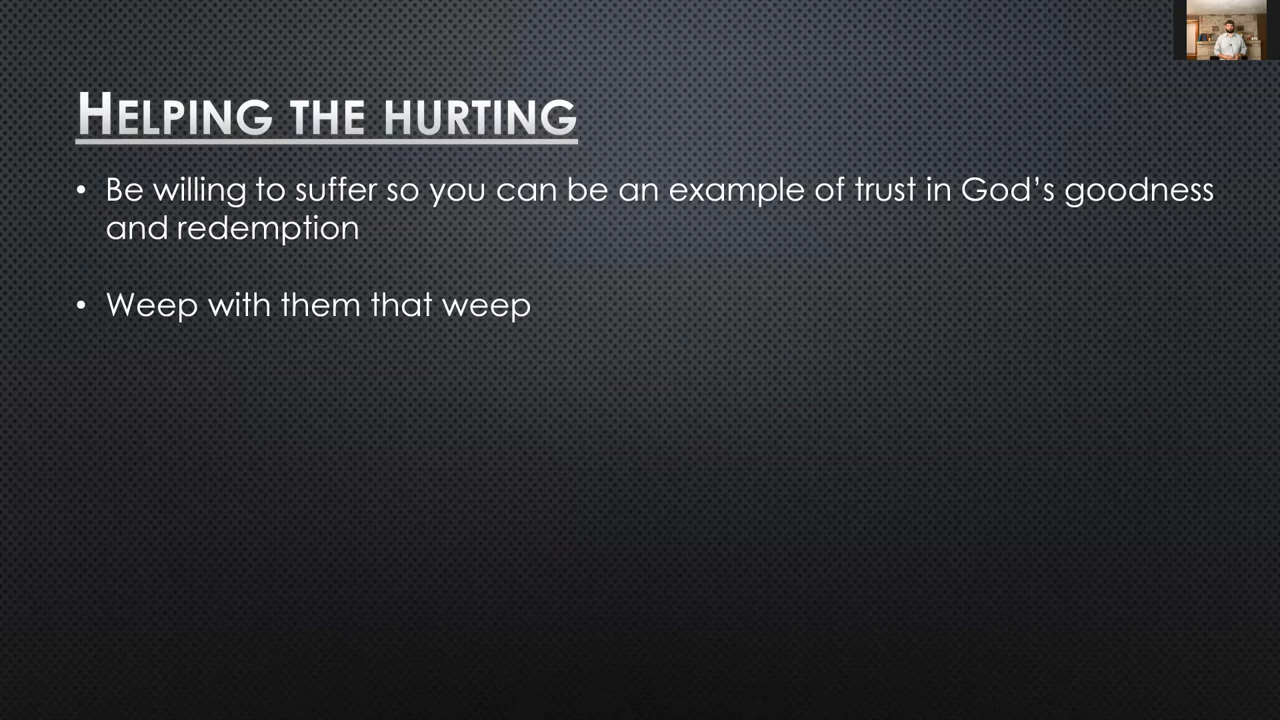 HELPING THE HURTING
• Be willing to suffer so you can be an example of trust in God’s goodness
and redemption
• Weep with them that weep